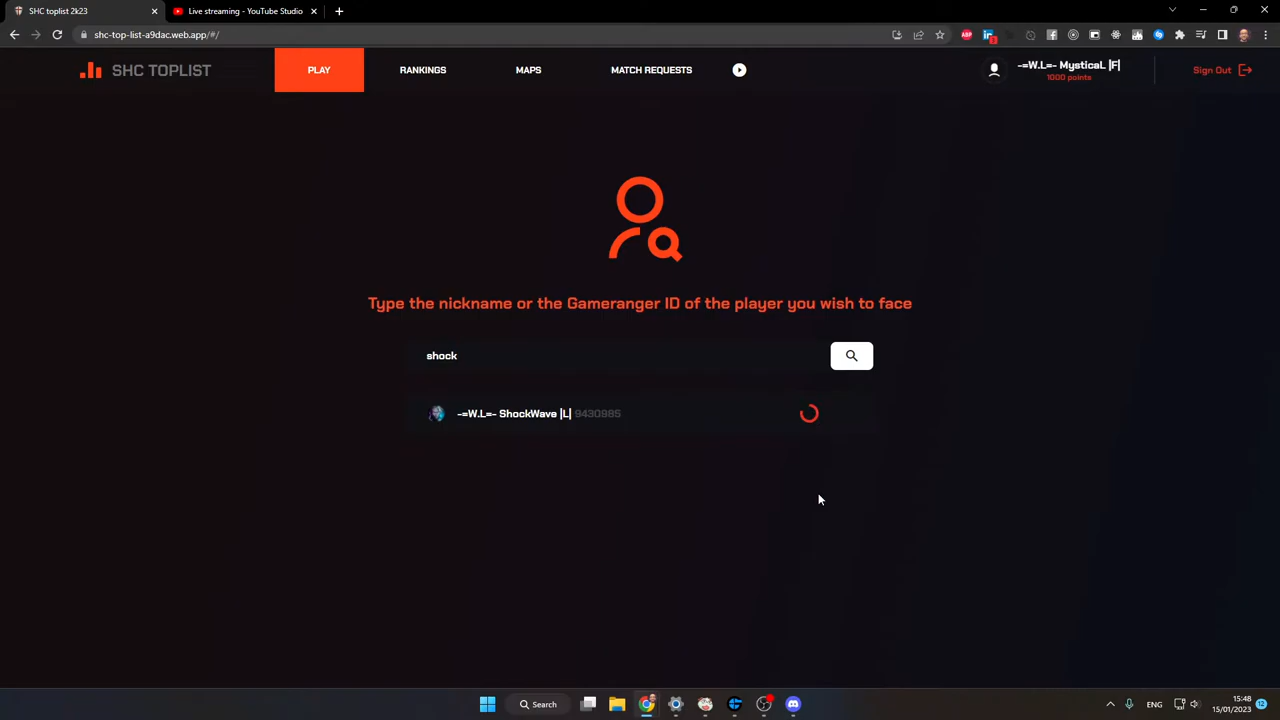 SHC toplist 2k23
Live streaming - YouTube Studio
shc-top-list-a9dac.web.app/#/
SHC TOPLIST
PLAY
RANKINGS
MAPS
MATCH REQUESTS
-=W.L=- MysticaL |F|
1000 points
Sign Out
Type the nickname or the Gameranger ID of the player you wish to face
shock
-=W.L=- ShockWave |L| 9430985
Search
ENG
15:48
15/01/2023